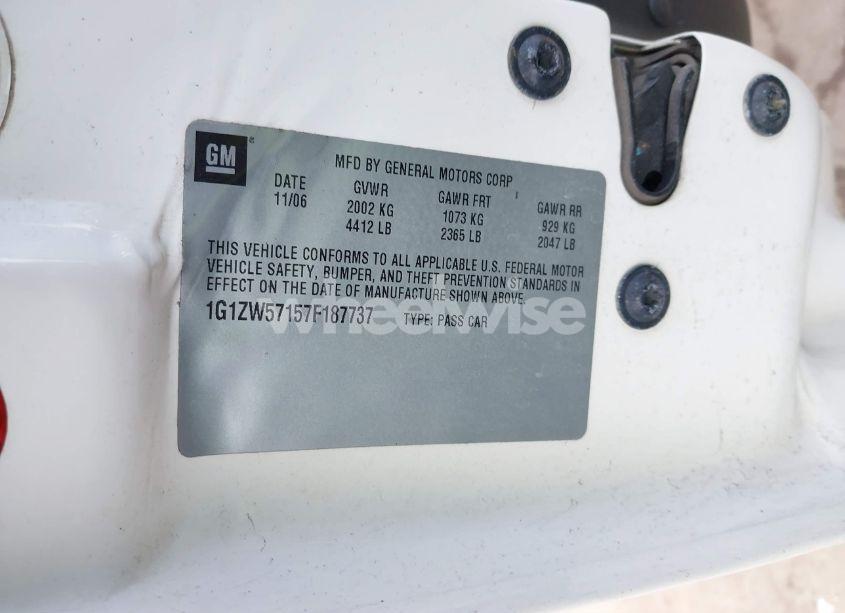 GM
®
MFD BY GENERAL MOTORS CORP
DATE GVWR GAWR FRT GAWR RR
11/06 2002 KG 1073 KG 929 KG
4412 LB 2365 LB 2047 LB
THIS VEHICLE CONFORMS TO ALL APPLICABLE U.S. FEDERAL MOTOR
VEHICLE SAFETY, BUMPER, AND THEFT PREVENTION STANDARDS IN
EFFECT ON THE DATE OF MANUFACTURE SHOWN ABOVE.
1G1ZW57157F187737 TYPE: PASS CAR
wheelwise